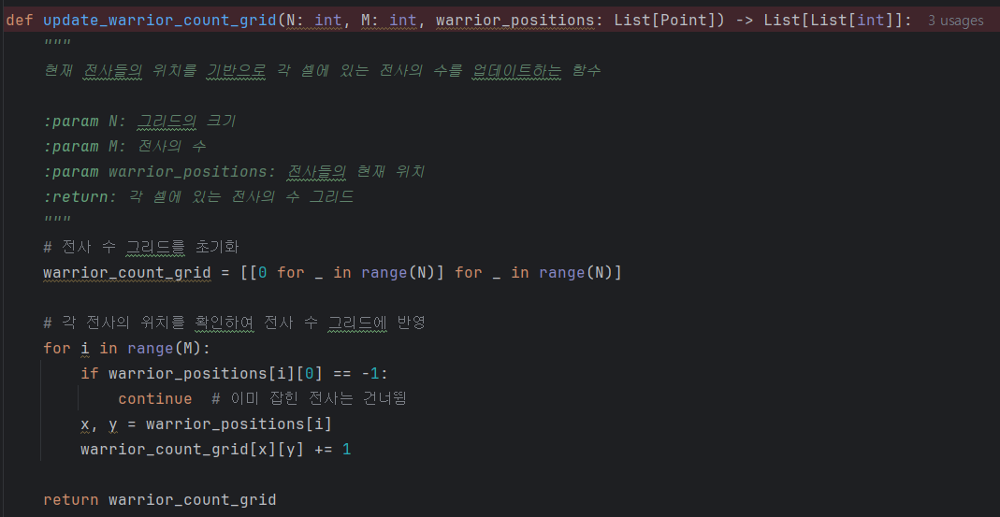 def update_warrior_count_grid(N: int, M: int, warrior_positions: List[Point]) -> List[List[int]]: 3 usages
"""
현재 전사들의 위치를 기반으로 각 셀에 있는 전사의 수를 업데이트하는 함수
:param N: 그리드의 크기
:param M: 전사의 수
:param warrior_positions: 전사들의 현재 위치
:return: 각 셀에 있는 전사의 수 그리드
"""
# 전사 수 그리드를 초기화
warrior_count_grid = [[0 for _ in range(N)] for _ in range(N)]
# 각 전사의 위치를 확인하여 전사 수 그리드에 반영
for i in range(M):
if warrior_positions[i][0] == -1:
continue # 이미 잡힌 전사는 건너뜀
x, y = warrior_positions[i]
warrior_count_grid[x][y] += 1
return warrior_count_grid